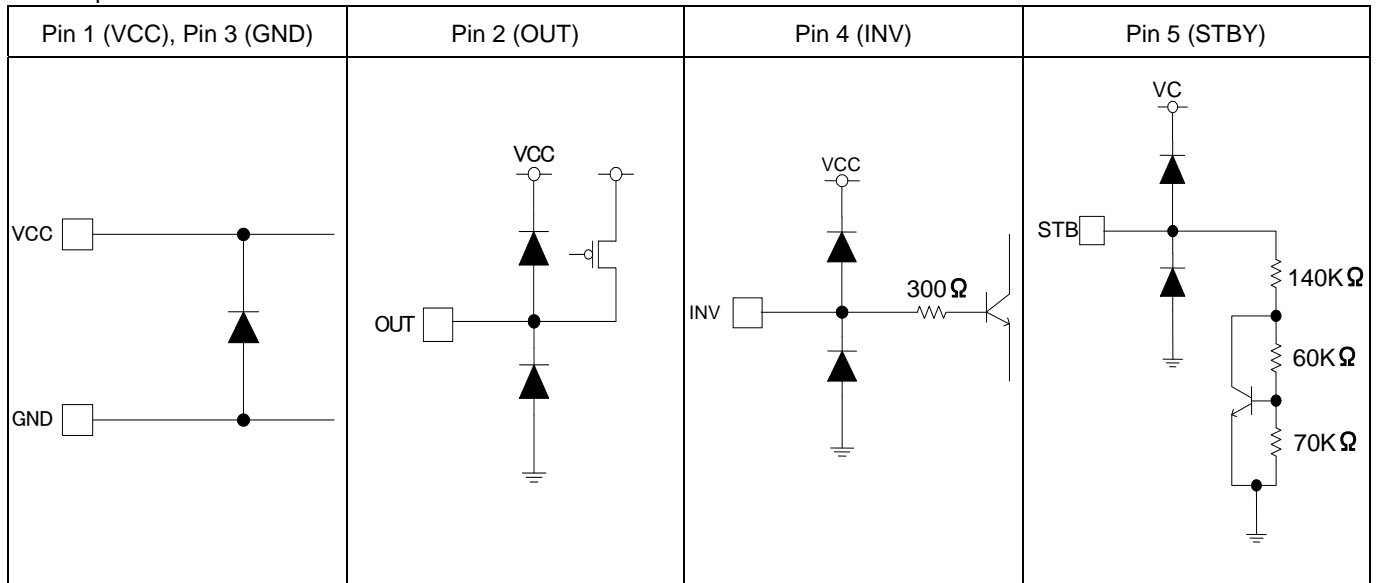 Pin 1 (VCC), Pin 3 (GND)
Pin 2 (OUT)
Pin 4 (INV)
Pin 5 (STBY)
VCC
GND
VCC
OUT
VCC
INV
300Ω
VC
STB
140KΩ
60KΩ
70KΩ